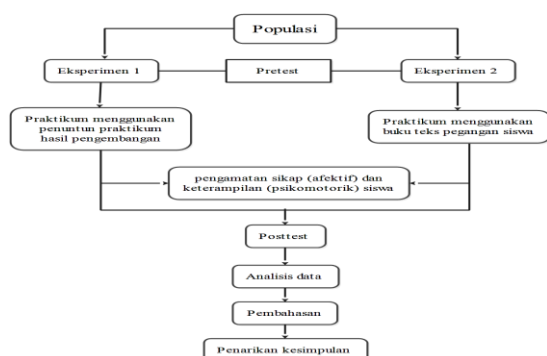 Populasi
Eksperimen 1
Pretest
Eksperimen 2
Praktikum menggunakan
penuntun praktikum
hasil pengembangan
Praktikum menggunakan
buku teks pegangan siswa
pengamatan sikap (afektif) dan
keterampilan (psikomotorik) siswa
Posttest
Analisis data
Pembahasan
Penarikan kesimpulan